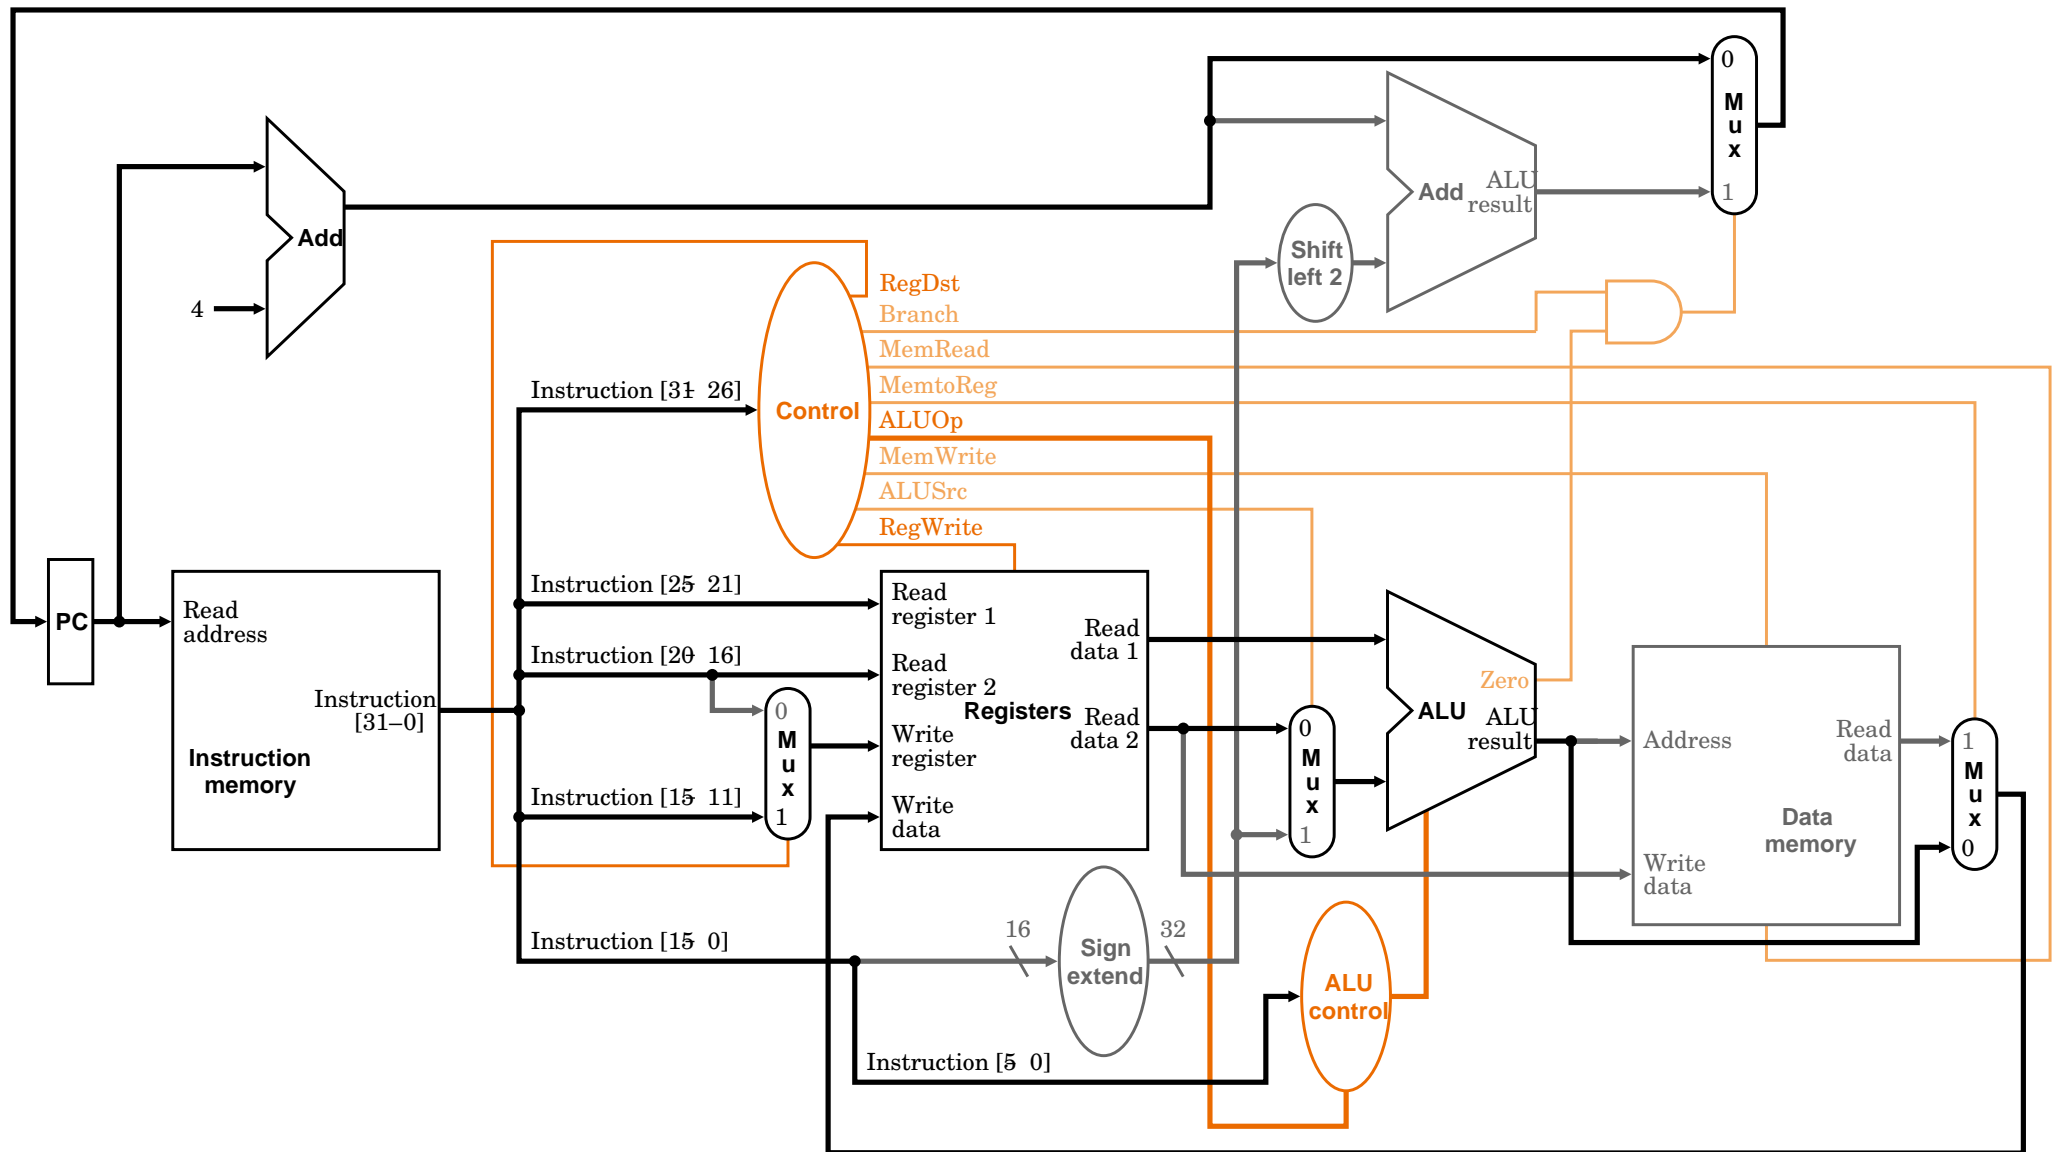 0
M
u
x
1
Add
ALU
result
Shift
left 2
Add
4
RegDst
Branch
MemRead
MemtoReg
ALUOp
MemWrite
ALUSrc
RegWrite
Control
Instruction [31– 26]
Instruction [25– 21]
Instruction [20– 16]
Instruction [15– 11]
Instruction [15– 0]
Instruction [5– 0]
PC
Read
address
Instruction
[31–0]
Instruction
memory
0
M
u
x
1
Read
register 1
Read
register 2
Write
register
Write
data
Registers
Read
data 1
Read
data 2
0
M
u
x
1
Zero
ALU
ALU
result
Address
Write
data
Read
data
Data
memory
1
M
u
x
0
16
Sign
extend
32
ALU
control